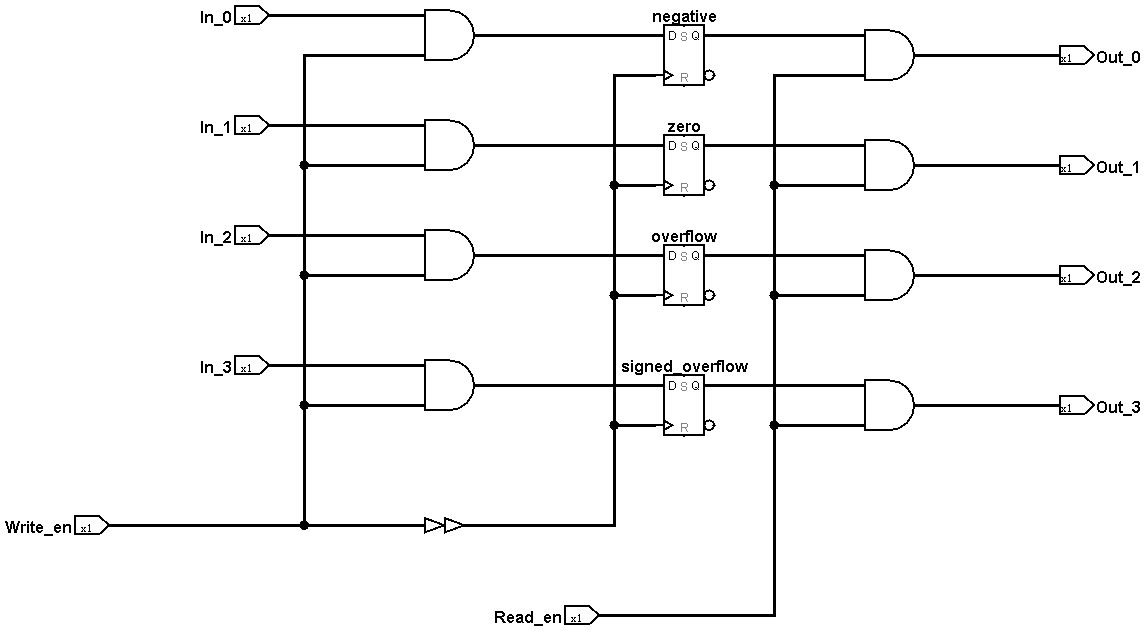 negative
In_0 x1
D S Q
R
x1 Out_0
zero
In_1 x1
D S Q
R
x1 Out_1
overflow
In_2 x1
D S Q
R
x1 Out_2
signed_overflow
In_3 x1
D S Q
R
x1 Out_3
Write_en x1
Read_en x1